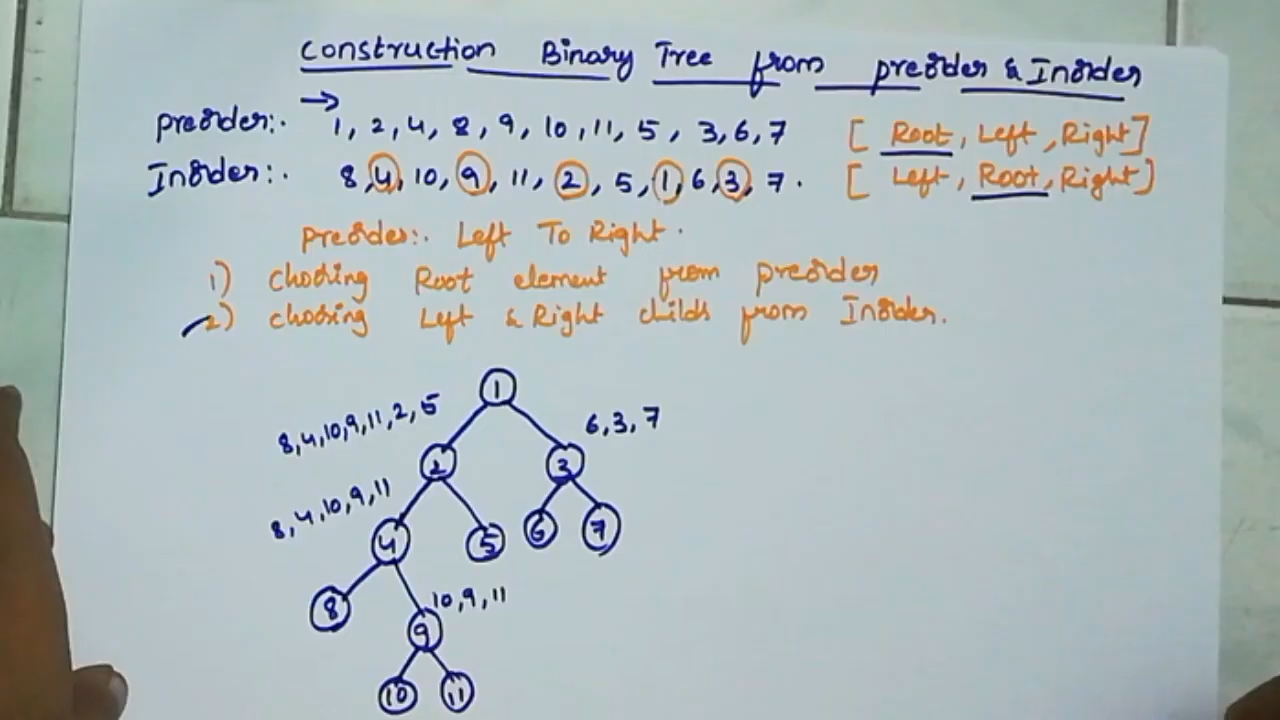 Construction Binary Tree from preorder & Inorder
preorder:. 1, 2, 4, 8, 9, 10, 11, 5, 3, 6, 7 [Root, Left, Right]
Inorder:. 8, 4, 10, 9, 11, 2, 5, 1, 6, 3, 7. [Left, Root, Right]
preorder:. Left To Right.
1) choosing Root element from preorder
2) choosing Left & Right childs from Inorder.
1
8, 4, 10, 9, 11, 2, 5 6, 3, 7
2 3
8, 4, 10, 9, 11
4 5 6 7
8 10, 9, 11
9
10 11